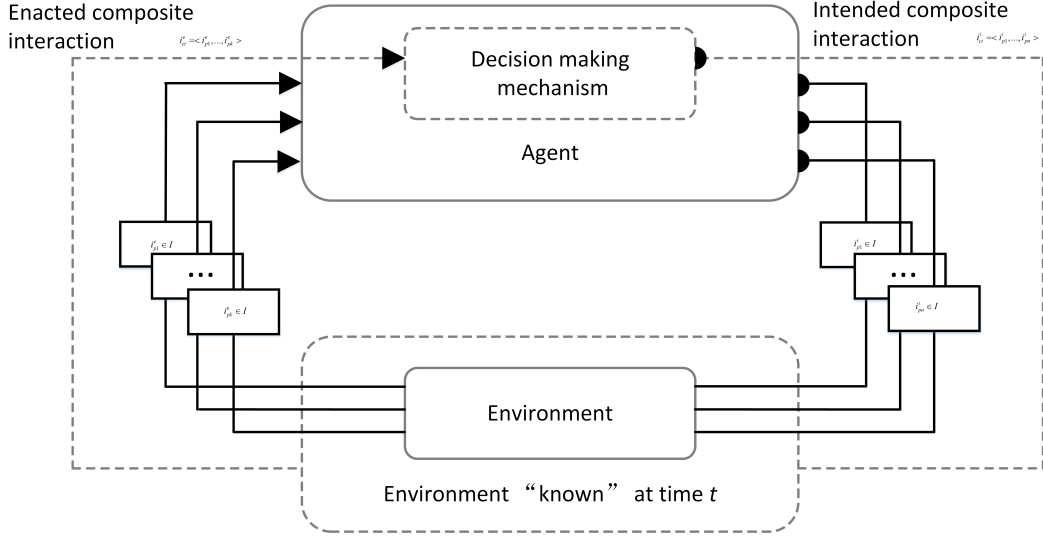 Enacted composite
interaction
Intended composite
interaction
Decision making
mechanism
Agent
...
...
Environment
Environment “known” at time t